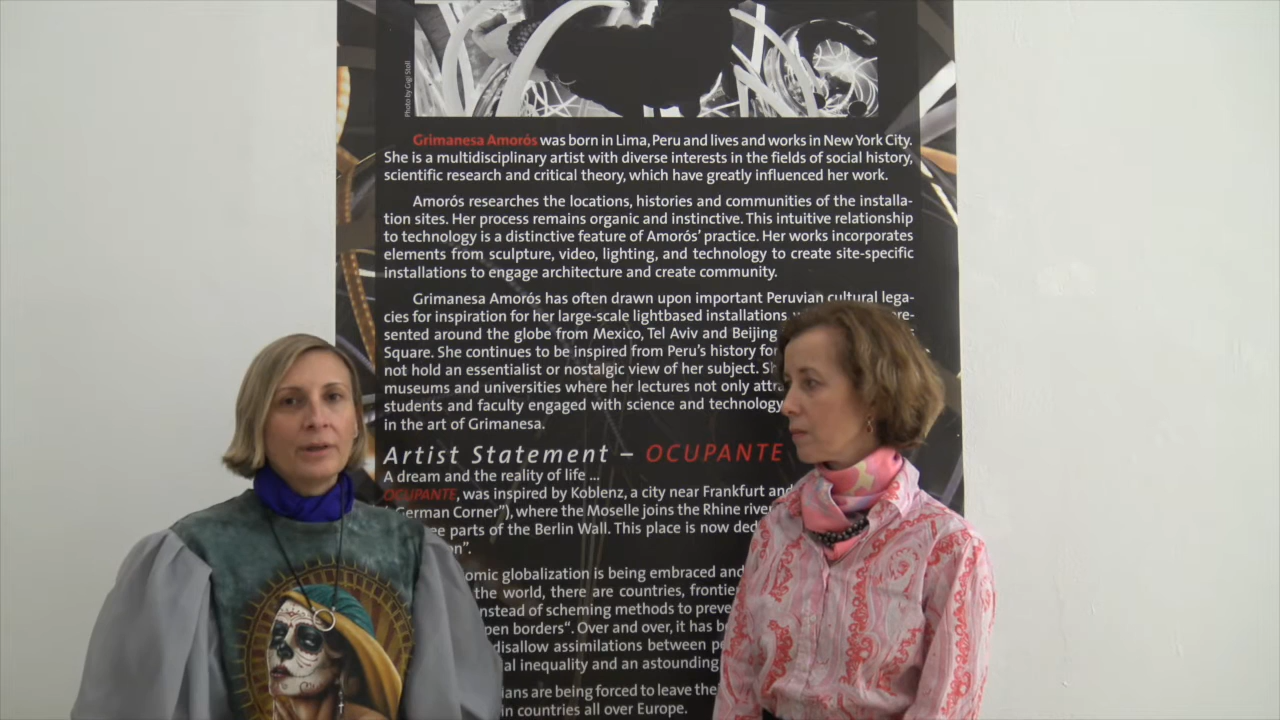 Photo by Gigi Stoll
Grimanesa Amorós was born in Lima, Peru and lives and works in New York City.
She is a multidisciplinary artist with diverse interests in the fields of social history,
scientific research and critical theory, which have greatly influenced her work.
Amorós researches the locations, histories and communities of the installa-
tion sites. Her process remains organic and instinctive. This intuitive relationship
to technology is a distinctive feature of Amorós' practice. Her works incorporates
elements from sculpture, video, lighting, and technology to create site-specific
installations to engage architecture and create community.
Grimanesa Amorós has often drawn upon important Peruvian cultural lega-
cies for inspiration for her large-scale lightbased installations
sented around the globe from Mexico, Tel Aviv and Beijing
Square. She continues to be inspired from Peru's history for
not hold an essentialist or nostalgic view of her subject.
museums and universities where her lectures not only
students and faculty engaged with science and technology
in the art of Grimanesa.
Artist Statement – OCUPANTE
A dream and the reality of life ...
OCUPANTE, was inspired by Koblenz, a city near Frankfurt and
German Corner"), where the Moselle joins the Rhine
parts of the Berlin Wall. This place is now
globalization is being embraced and
the world, there are countries,
instead of scheming methods to
borders“. Over and over, it has
disallow assimilations between
inequality and an astounding
are being forced to leave
in countries all over Europe.